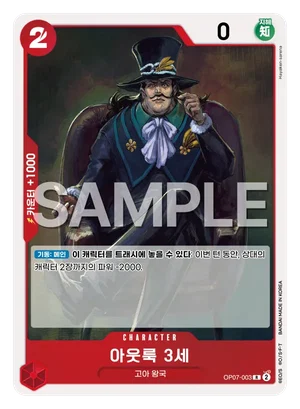 2
0
지혜
知
카운터 +1000
SAMPLE
기동: 메인 이 캐릭터를 트래시에 놓을 수 있다: 이번 턴 동안, 상대의
캐릭터 2장까지의 파워 -2000.
CHARACTER
아웃룩 3세
고아 왕국
OP07-003 R 2
BANDAI MADE IN KOREA